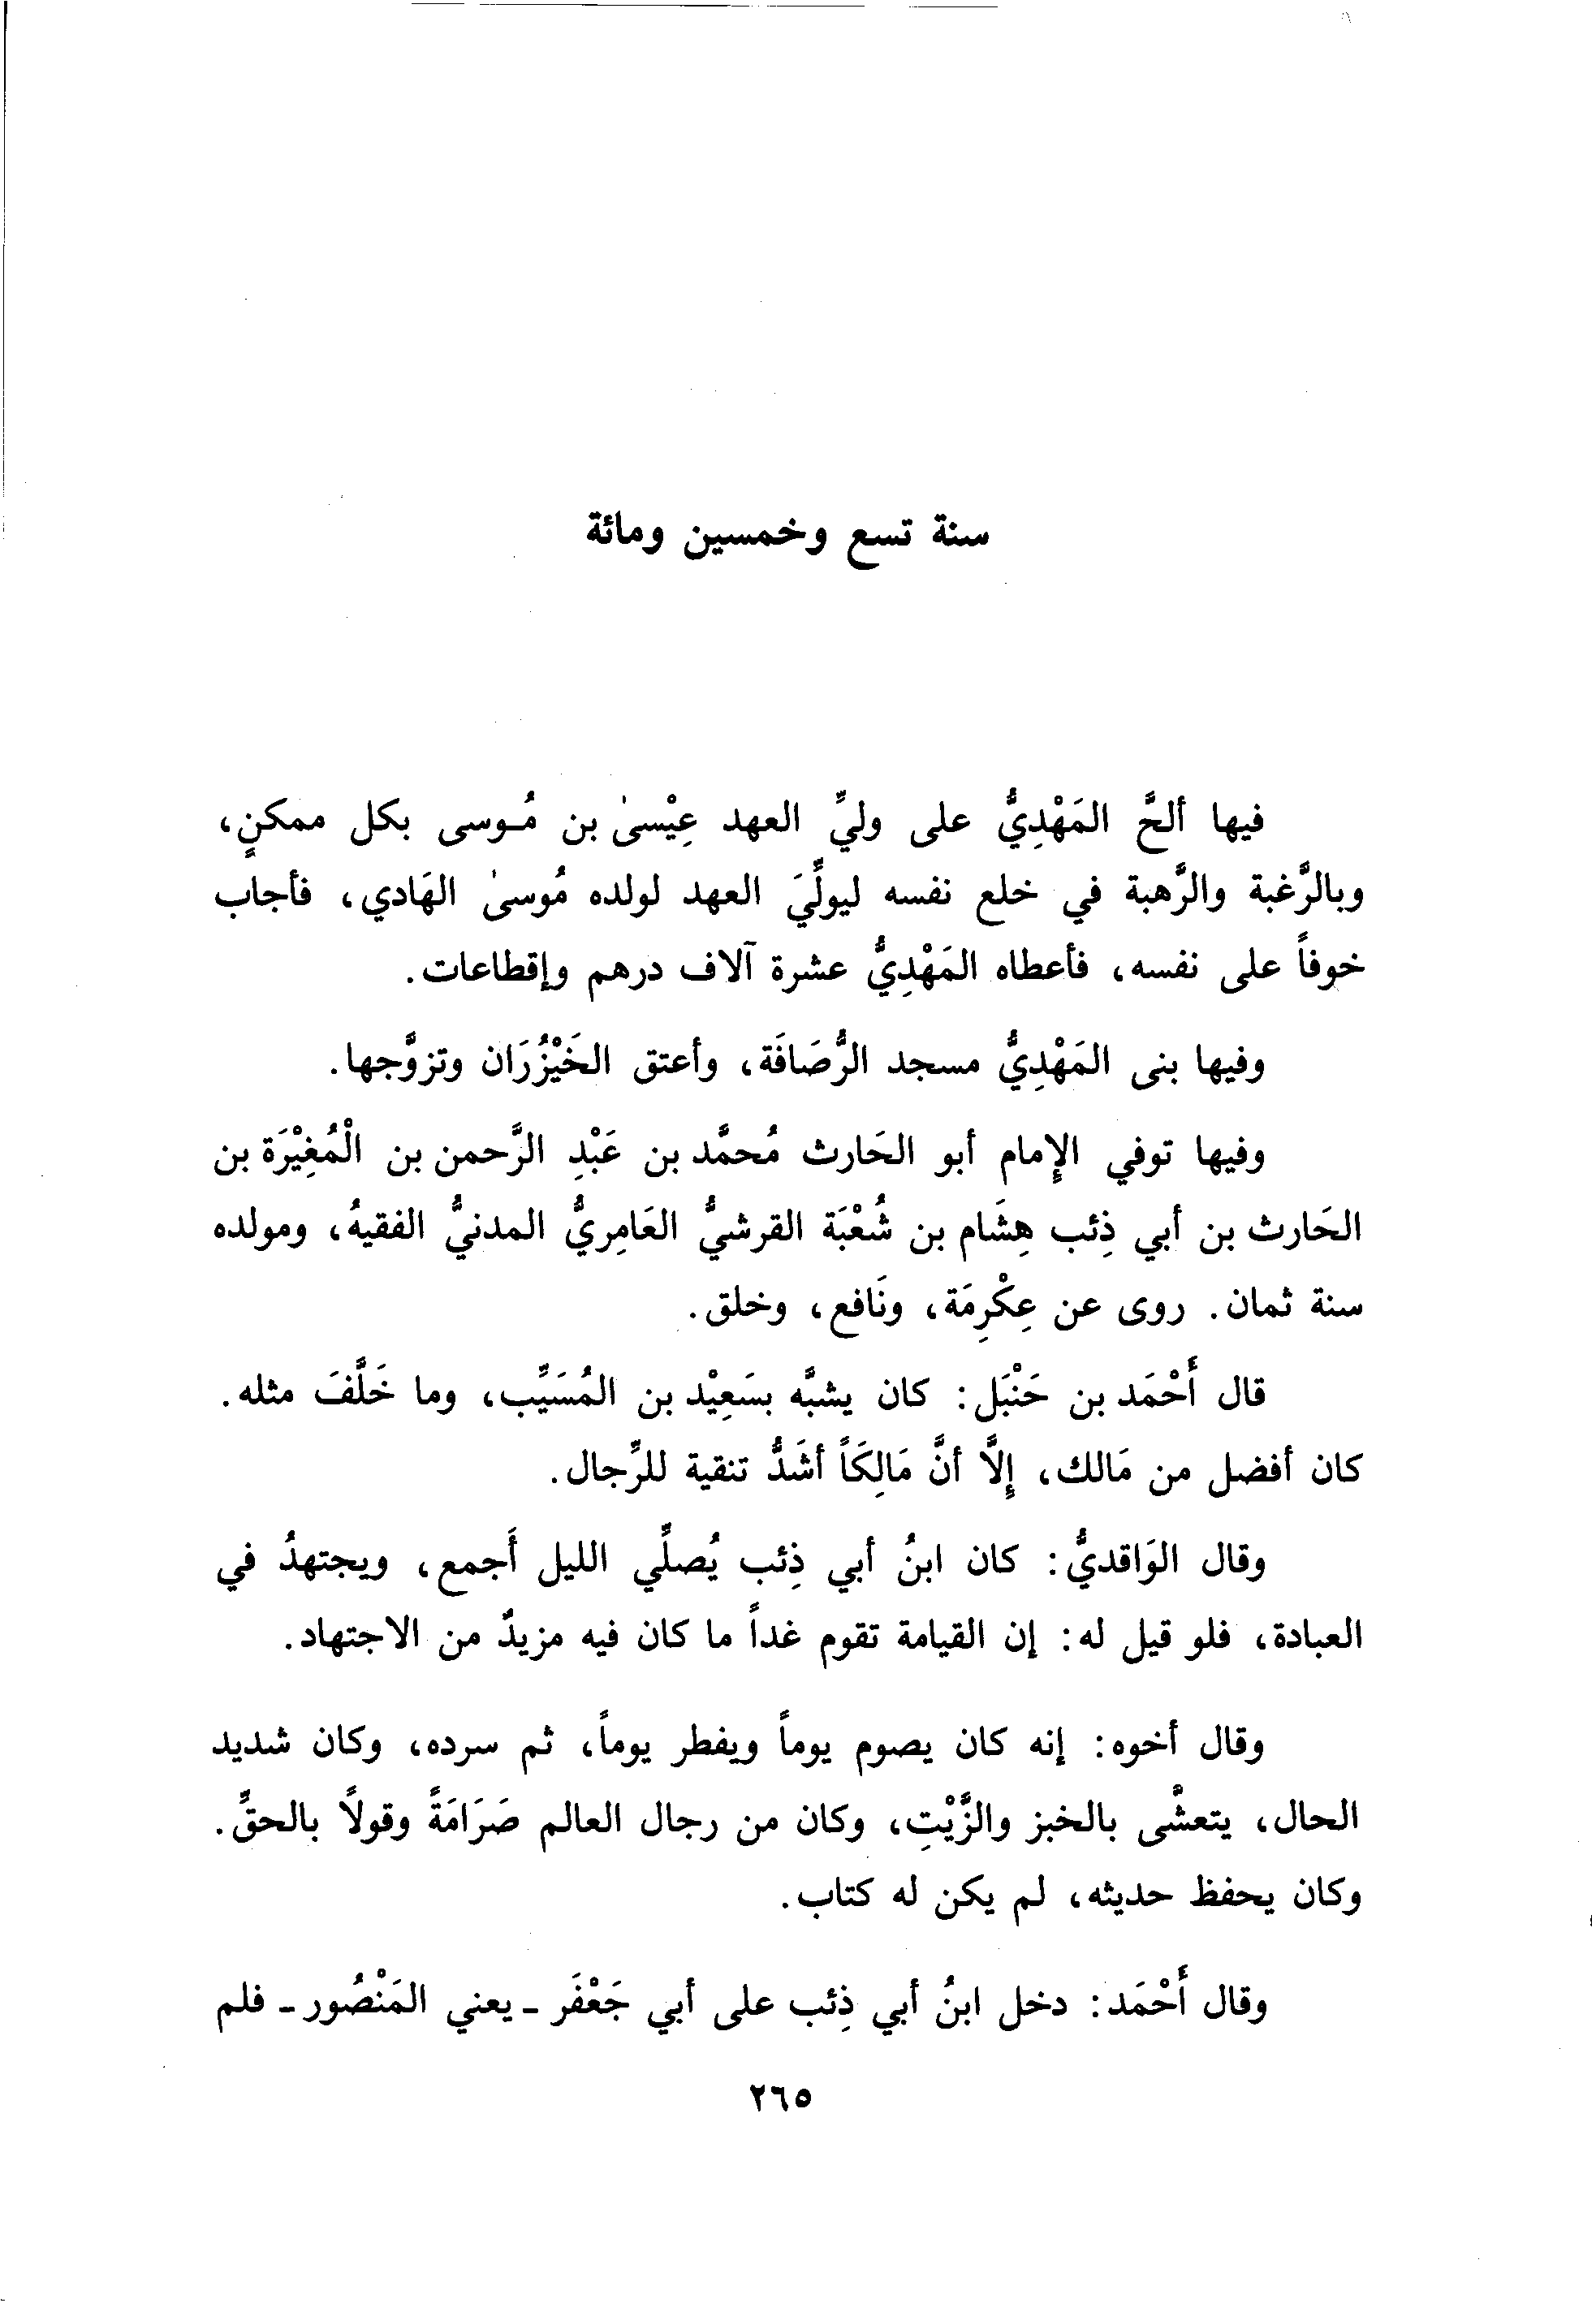 سنة تسع وخمسين ومائة
فيها ألحَّ المَهْدِيُّ على وليِّ العهد عِيْسىٰ بن مُـوسى بكل ممكنٍ،
وبالرَّغبة والرَّهبة في خلع نفسه ليولِّيَ العهد لولده مُوسىٰ الهَادي، فأجاب
خوفاً على نفسه، فأعطاه المَهْدِيُّ عشرة آلاف درهم وإقطاعات.
وفيها بنى المَهْدِيُّ مسجد الرُّصَافَة، وأعتق الخَيْزُرَان وتزوَّجها.
وفيها توفي الإِمام أبو الحَارث مُحمَّد بن عَبْدِ الرَّحمن بن الْمُغِيْرَة بن
الحَارث بن أبي ذِئب هِشَام بن شُعْبَة القرشيُّ العَامِريُّ المدنيُّ الفقيهُ، ومولده
سنة ثمان. روى عن عِكْرِمَة، ونَافع، وخلق.
قال أَحْمَد بن حَنْبَل: كان يشبَّه بسَعِيْد بن المُسَيِّب، وما خَلَّفَ مثله.
كان أفضل من مَالك، إِلَّا أنَّ مَالِكَاً أشَدُّ تنقية للرِّجال.
وقال الوَاقديُّ: كان ابنُ أبي ذِئب يُصلِّي الليل أَجمع، ويجتهدُ في
العبادة، فلو قيل له: إن القيامة تقوم غداً ما كان فيه مزيدٌ من الاجتهاد.
وقال أخوه: إنه كان يصوم يوماً ويفطر يوماً، ثم سرده، وكان شديد
الحال، يتعشَّى بالخبز والزَّيْتِ، وكان من رجال العالم صَرَامَةً وقولاً بالحقِّ.
وكان يحفظ حديثه، لم يكن له كتاب.
وقال أَحْمَد: دخل ابنُ أبي ذِئب على أبي جَعْفَر ـ يعني المَنْصُور ـ فلم
٢٦٥